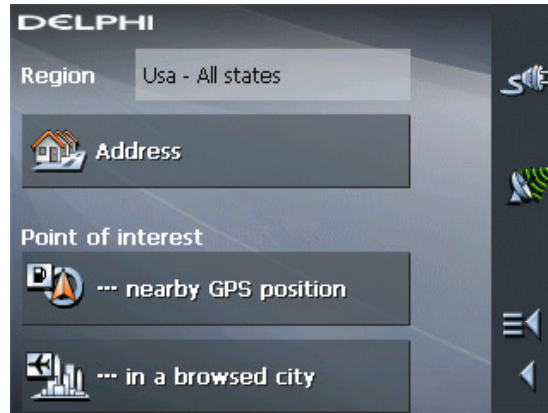 DELPHI
Region Usa - All states
Address
Point of interest
... nearby GPS position
... in a browsed city